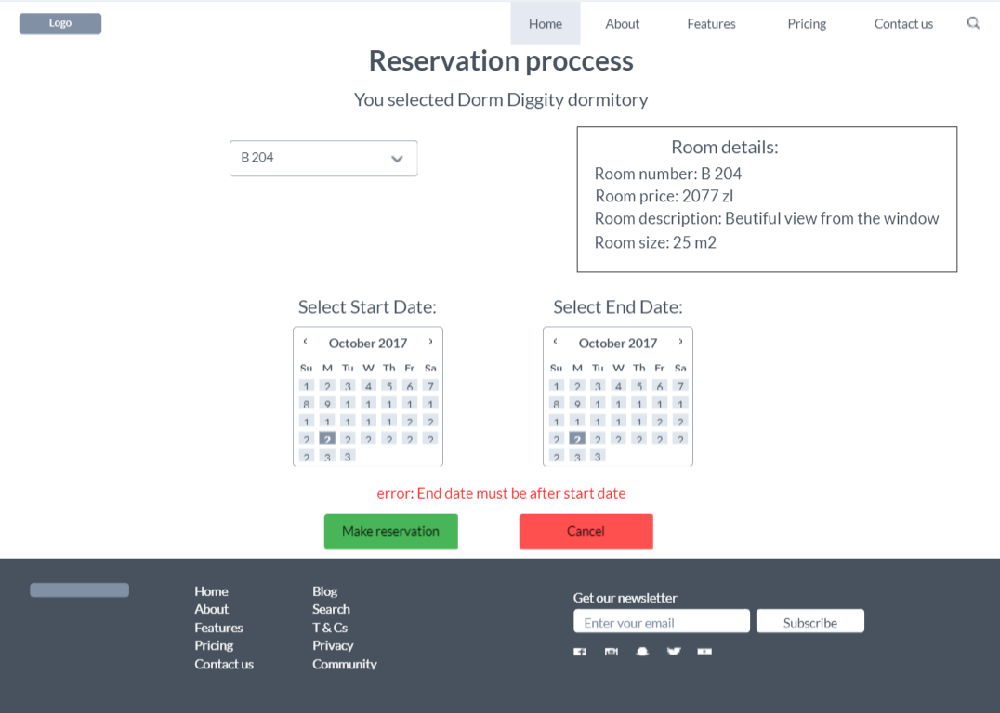 Logo
Home About Features Pricing Contact us
Reservation proccess
You selected Dorm Diggity dormitory
B 204
Room details:
Room number: B 204
Room price: 2077 zl
Room description: Beutiful view from the window
Room size: 25 m2
Select Start Date: Select End Date:
‹ October 2017 › ‹ October 2017 ›
Su M Tu W Th Fr Sa Su M Tu W Th Fr Sa
1 2 3 4 5 6 7 1 2 3 4 5 6 7
8 9 1 1 1 1 1 8 9 1 1 1 1 1
1 1 1 1 1 2 2 1 1 1 1 1 2 2
2 2 2 2 2 2 2 2 2 2 2 2 2 2
2 3 3 2 3 3
error: End date must be after start date
Make reservation Cancel
Home Blog
About Search
Features T & Cs
Pricing Privacy
Contact us Community
Get our newsletter
Enter your email Subscribe